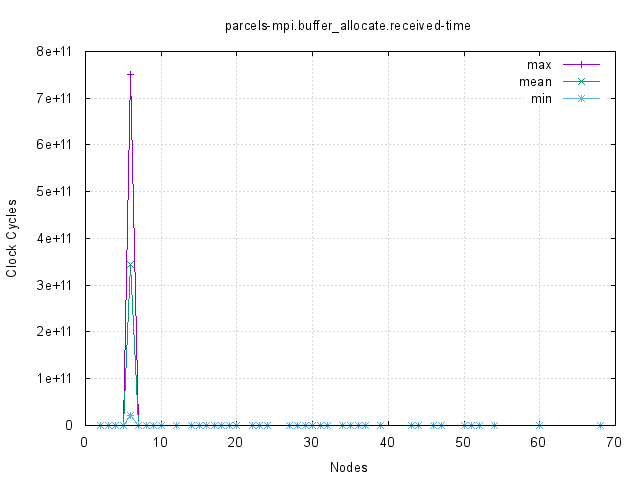 parcels-mpi.buffer_allocate.received-time
8e+11
7e+11
6e+11
5e+11
4e+11
3e+11
2e+11
1e+11
0
Clock Cycles
max
mean
min
0 10 20 30 40 50 60 70
Nodes